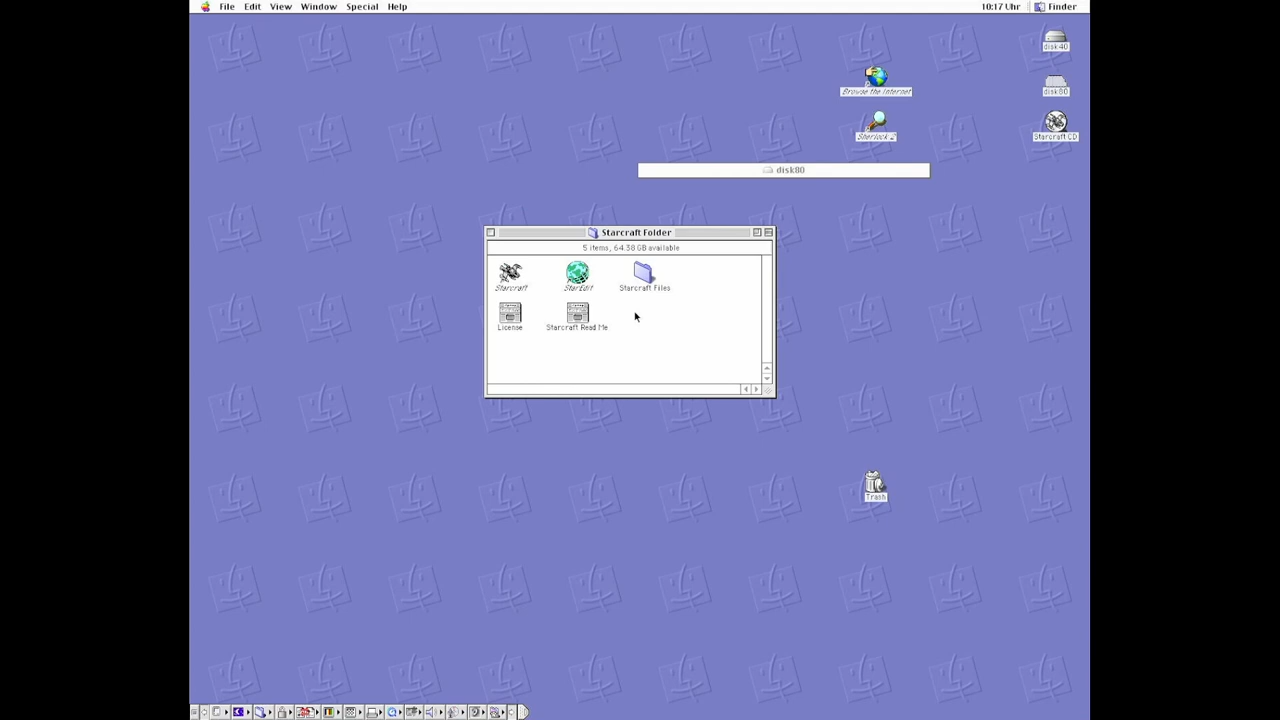 File Edit View Window Special Help 10:17 Uhr Finder
disk40
Browse the Internet
disk80
Sherlock 2
Starcraft CD
disk80
Starcraft Folder
5 items, 64.38 GB available
Starcraft StarEdit Starcraft Files
License Starcraft Read Me
Trash